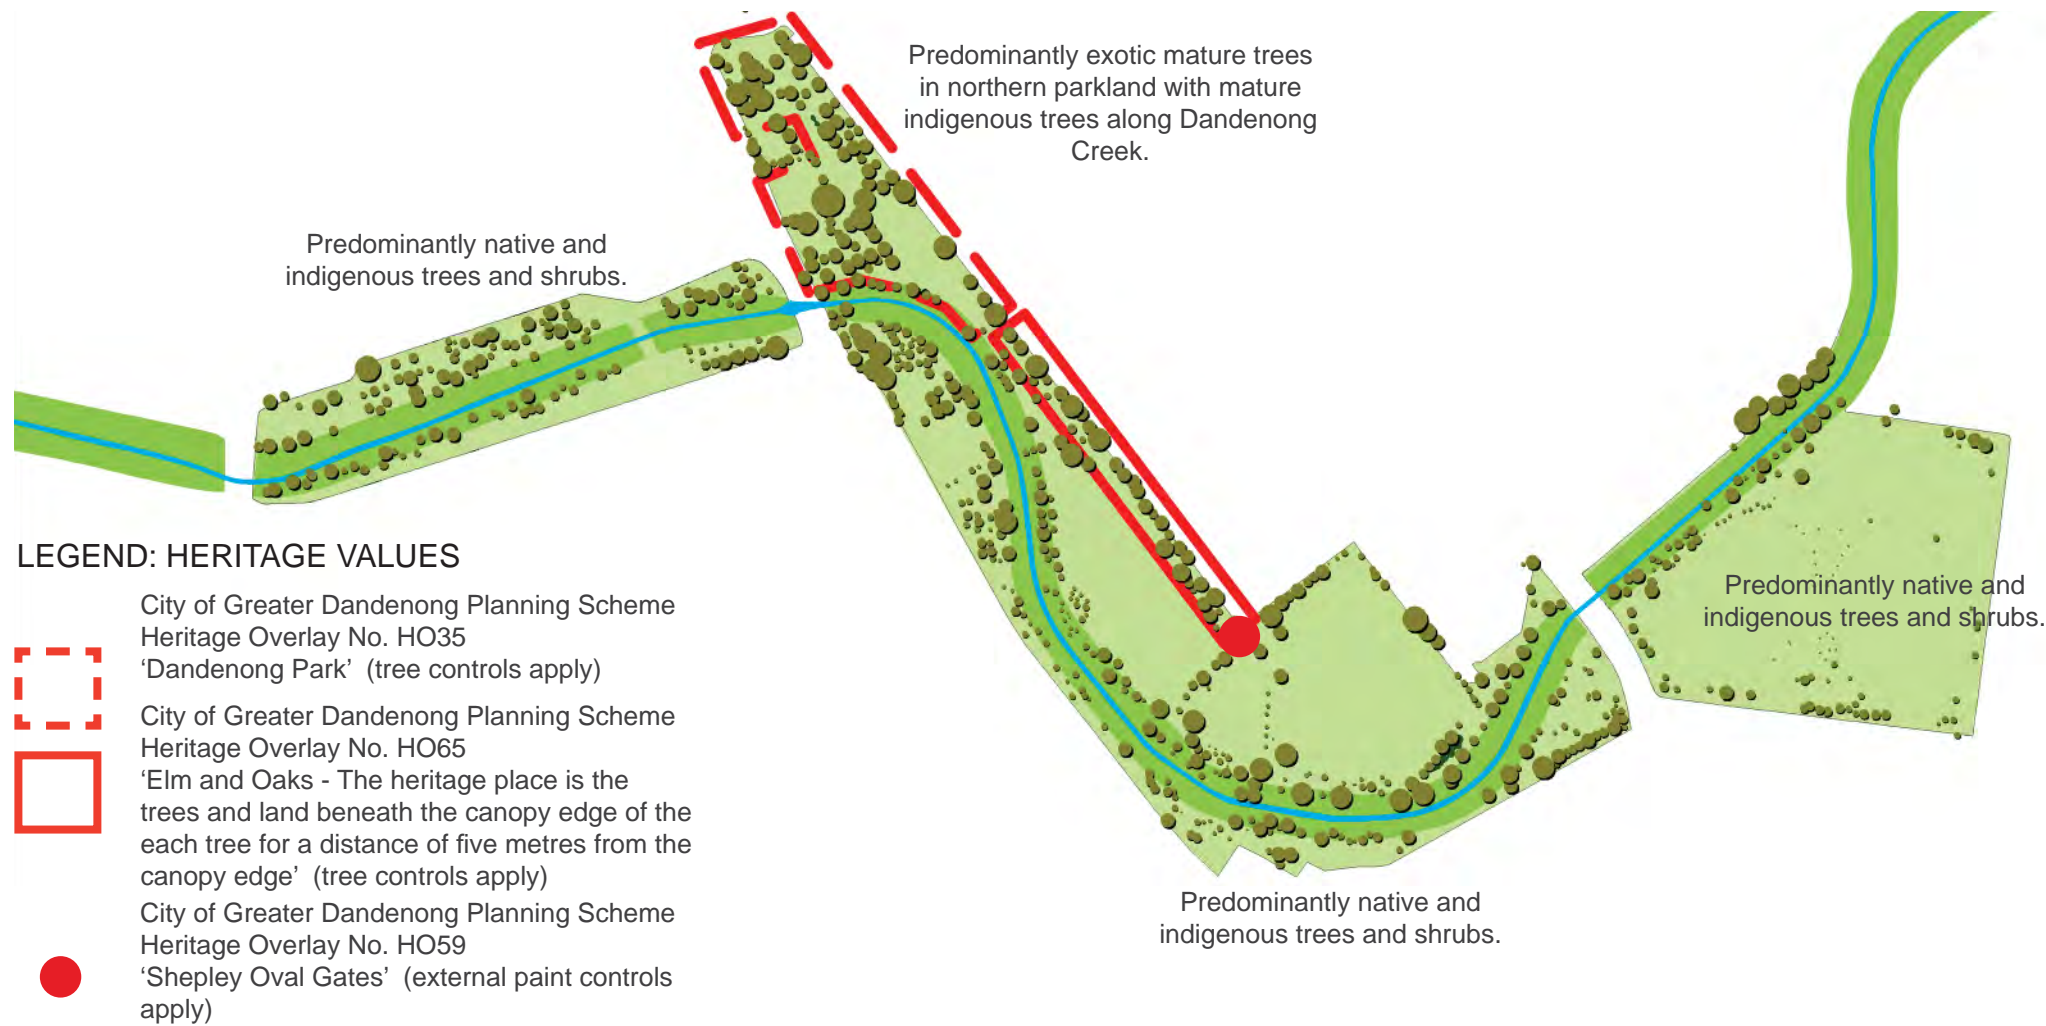 Predominantly exotic mature trees
in northern parkland with mature
indigenous trees along Dandenong
Creek.
Predominantly native and
indigenous trees and shrubs.
Predominantly native and
indigenous trees and shrubs.
Predominantly native and
indigenous trees and shrubs.
LEGEND: HERITAGE VALUES
City of Greater Dandenong Planning Scheme
Heritage Overlay No. HO35
‘Dandenong Park’  (tree controls apply)
City of Greater Dandenong Planning Scheme
Heritage Overlay No. HO65
‘Elm and Oaks - The heritage place is the
trees and land beneath the canopy edge of the
each tree for a distance of five metres from the
canopy edge’  (tree controls apply)
City of Greater Dandenong Planning Scheme
Heritage Overlay No. HO59
‘Shepley Oval Gates’  (external paint controls
apply)